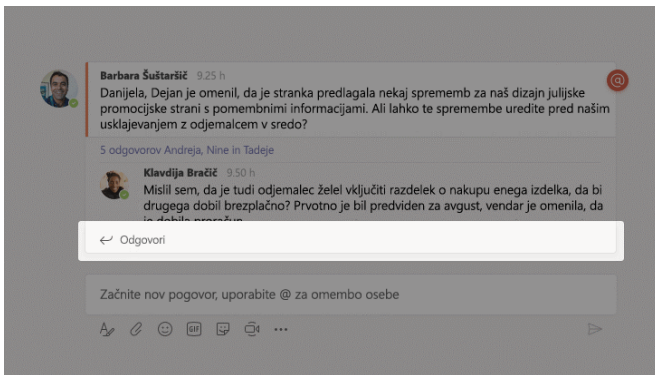 Barbara Šuštaršič 9.25 h
Danijela, Dejan je omenil, da je stranka predlagala nekaj sprememb za naš dizajn julijske
promocijske strani s pomembnimi informacijami. Ali lahko te spremembe uredite pred našim
usklajevanjem z odjemalcem v sredo?
5 odgovorov Andreja, Nine in Tadeje
Klavdija Bračič 9.50 h
Mislil sem, da je tudi odjemalec želel vključiti razdelek o nakupu enega izdelka, da bi
drugega dobil brezplačno? Prvotno je bil predviden za avgust, vendar je omenila, da
je dobila proračun
Odgovori
Začnite nov pogovor, uporabite @ za omembo osebe
GIF